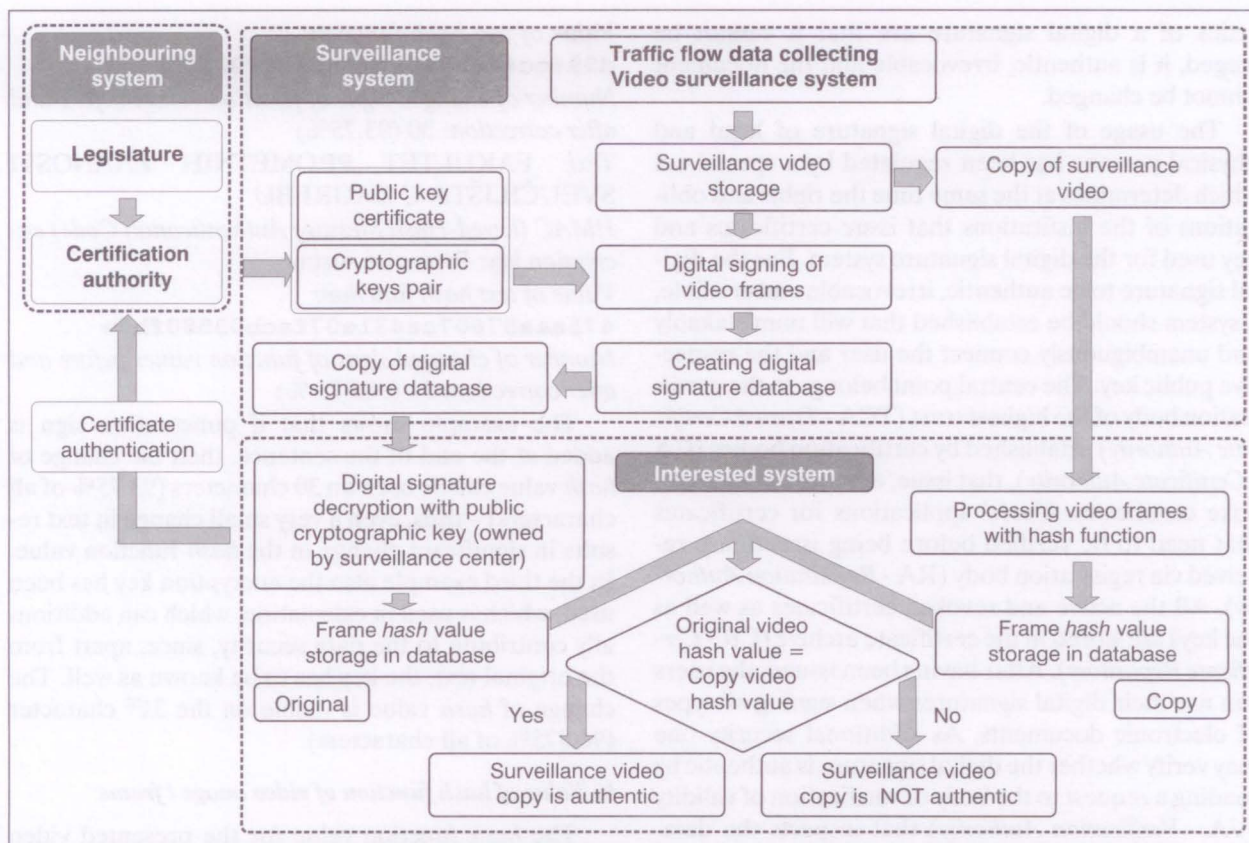 Neighbouring
system
Legislature
Certification
authority
Certificate
authentication
Surveillance
system
Public key
certificate
Cryptographic
keys pair
Copy of digital
signature database
Digital signature
decryption with public
cryptographic key (owned
by surveillance center)
Frame hash value
storage in database
Original
Traffic flow data collecting
Video surveillance system
Surveillance video
storage
Copy of surveillance
video
Digital signing of
video frames
Creating digital
signature database
Interested system
Processing video frames
with hash function
Original video
hash value =
Copy video
hash value
Frame hash value
storage in database
Copy
Yes
No
Surveillance video
copy is authentic
Surveillance video
copy is NOT authentic